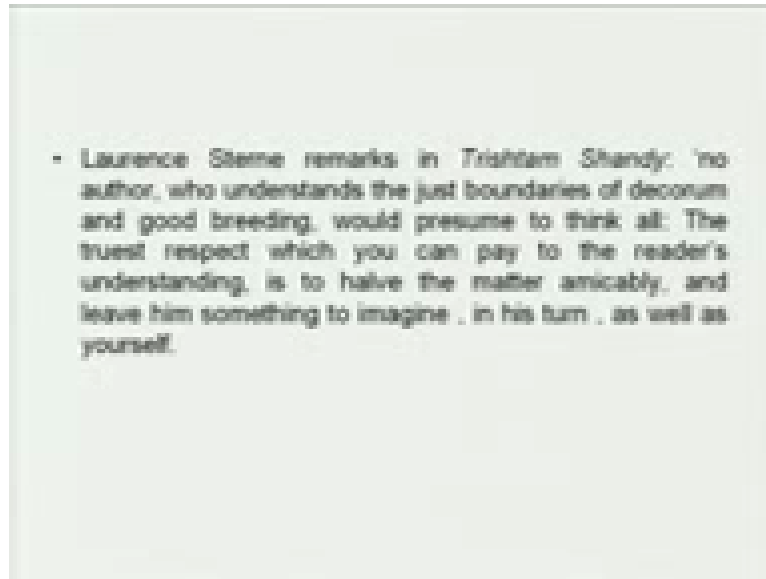 • Laurence Sterne remarks in Trishtam Shandy: 'no
author, who understands the just boundaries of decorum
and good breeding, would presume to think all: The
truest respect which you can pay to the reader's
understanding, is to halve the matter amicably, and
leave him something to imagine , in his turn , as well as
yourself.